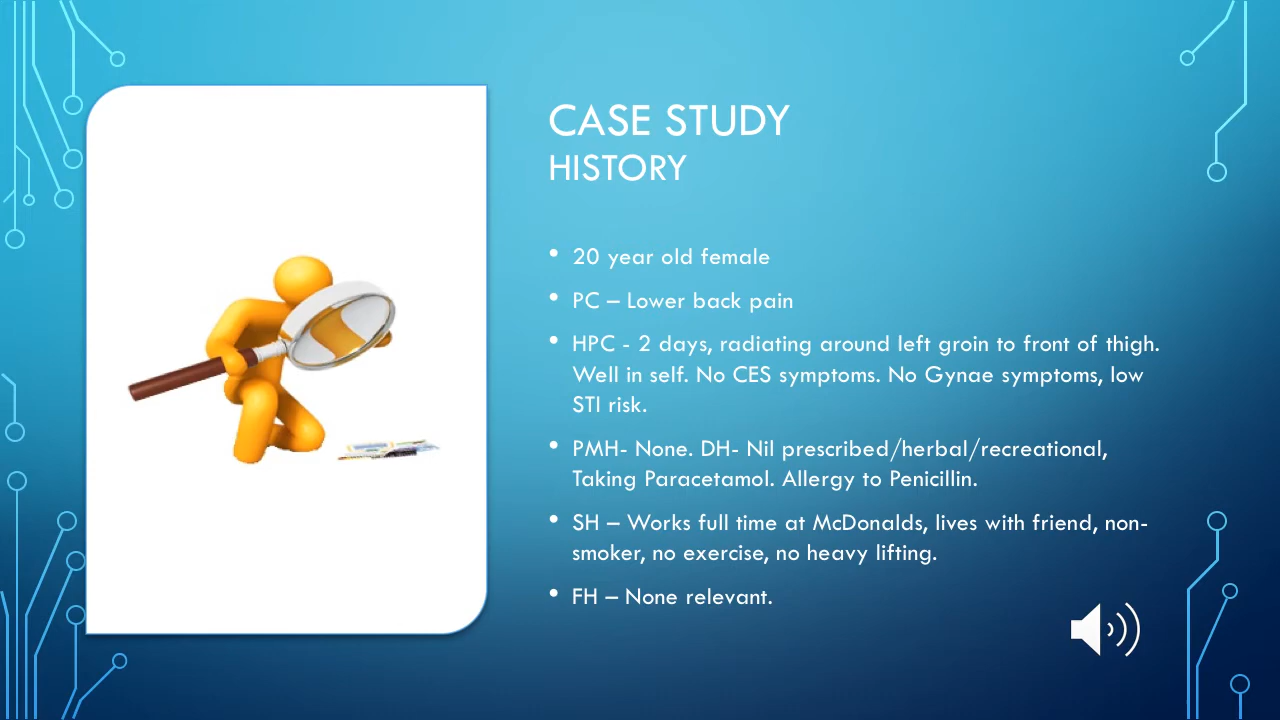 CASE STUDY
HISTORY
• 20 year old female
• PC – Lower back pain
• HPC - 2 days, radiating around left groin to front of thigh.
Well in self. No CES symptoms. No Gynae symptoms, low
STI risk.
• PMH- None. DH- Nil prescribed/herbal/recreational,
Taking Paracetamol. Allergy to Penicillin.
• SH – Works full time at McDonalds, lives with friend, non-
smoker, no exercise, no heavy lifting.
• FH – None relevant.